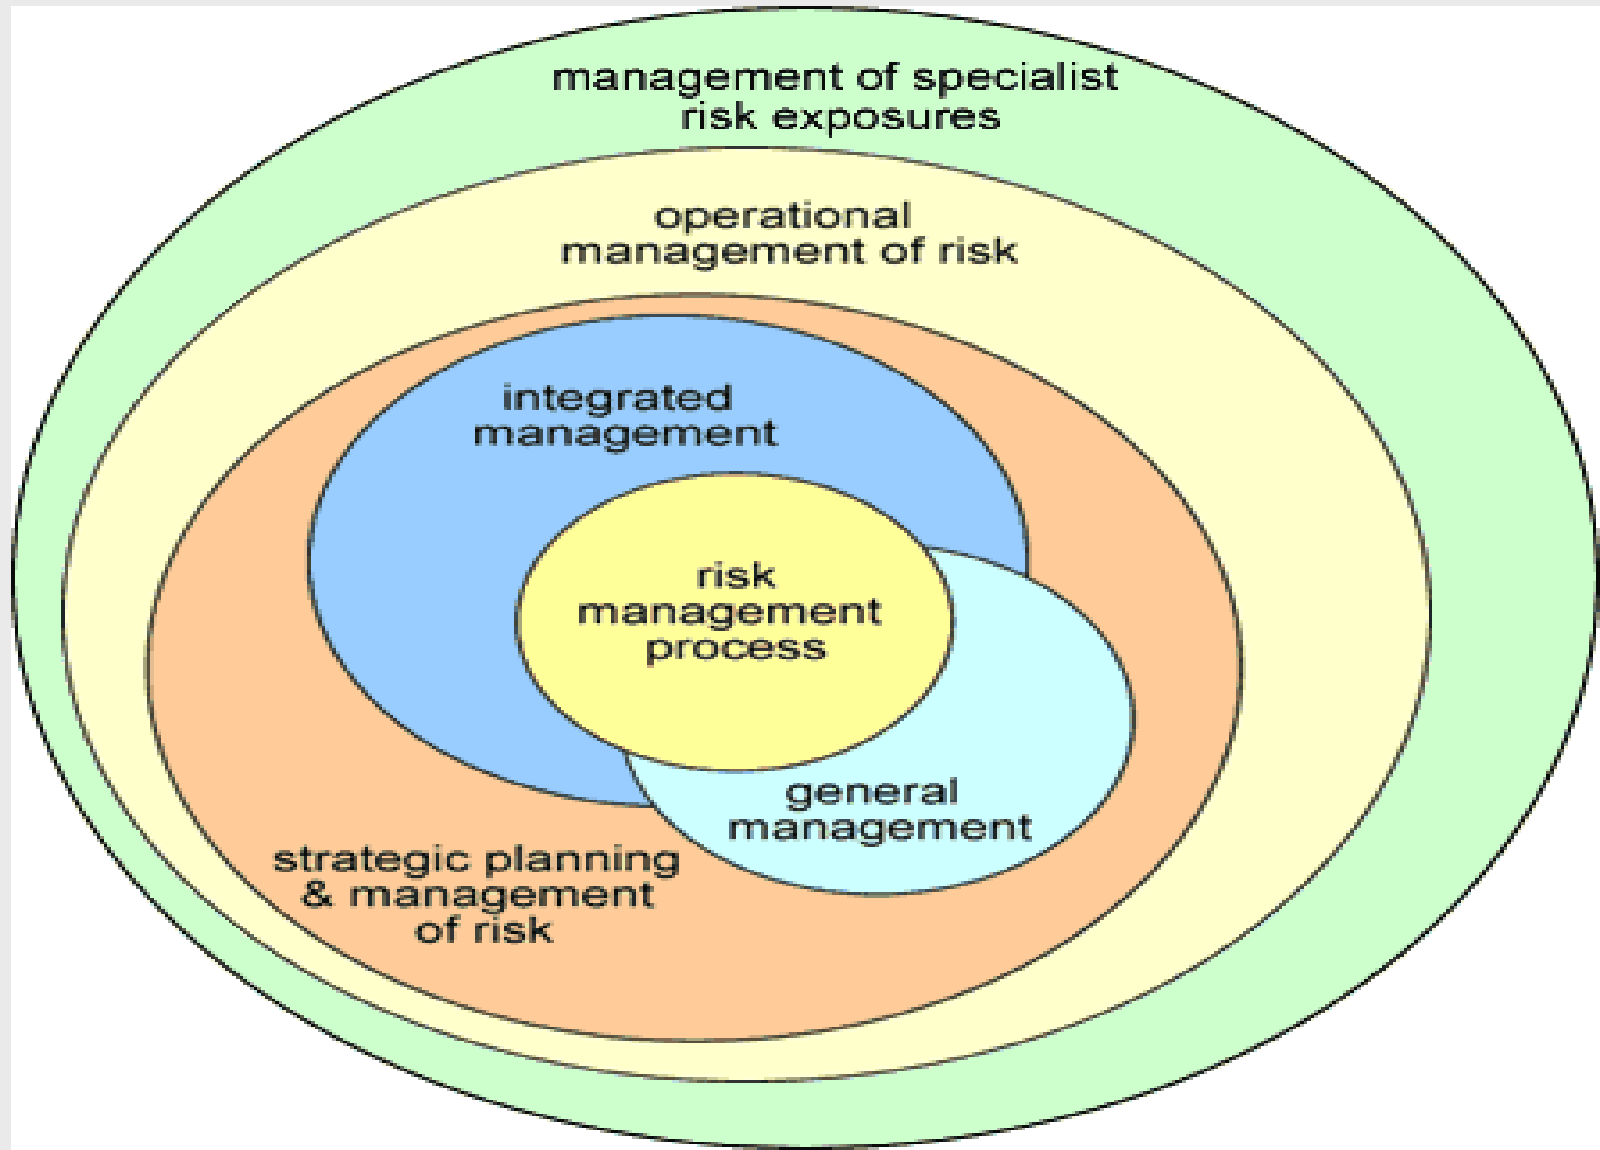 management of specialist
risk exposures
operational
management of risk
integrated
management
risk
management
process
general
management
strategic planning
& management
of risk